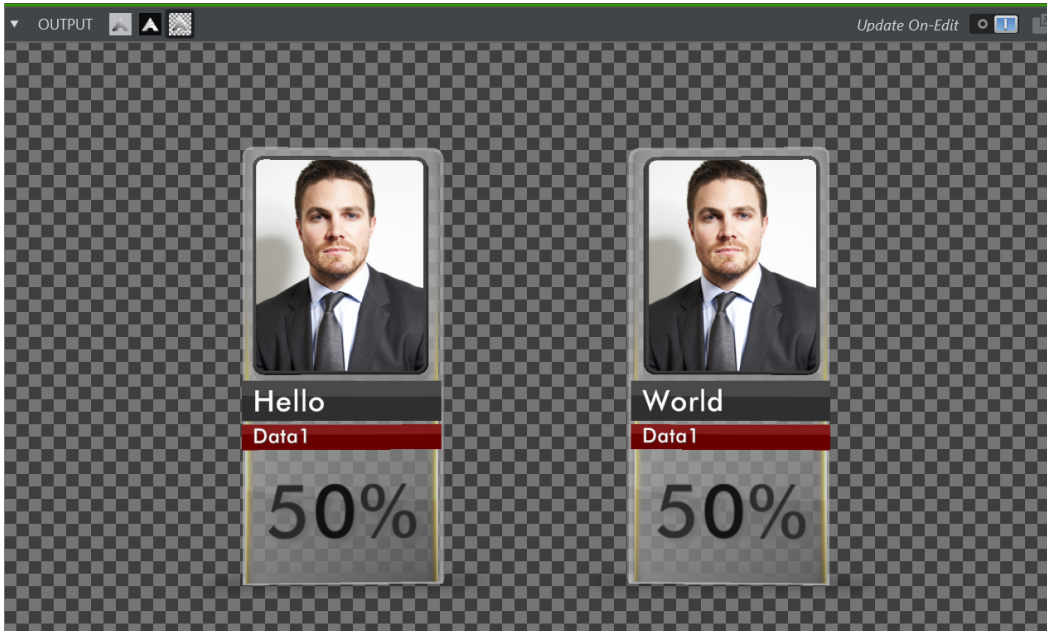 OUTPUT
Update On-Edit
Hello
Data1
50%
World
Data1
50%